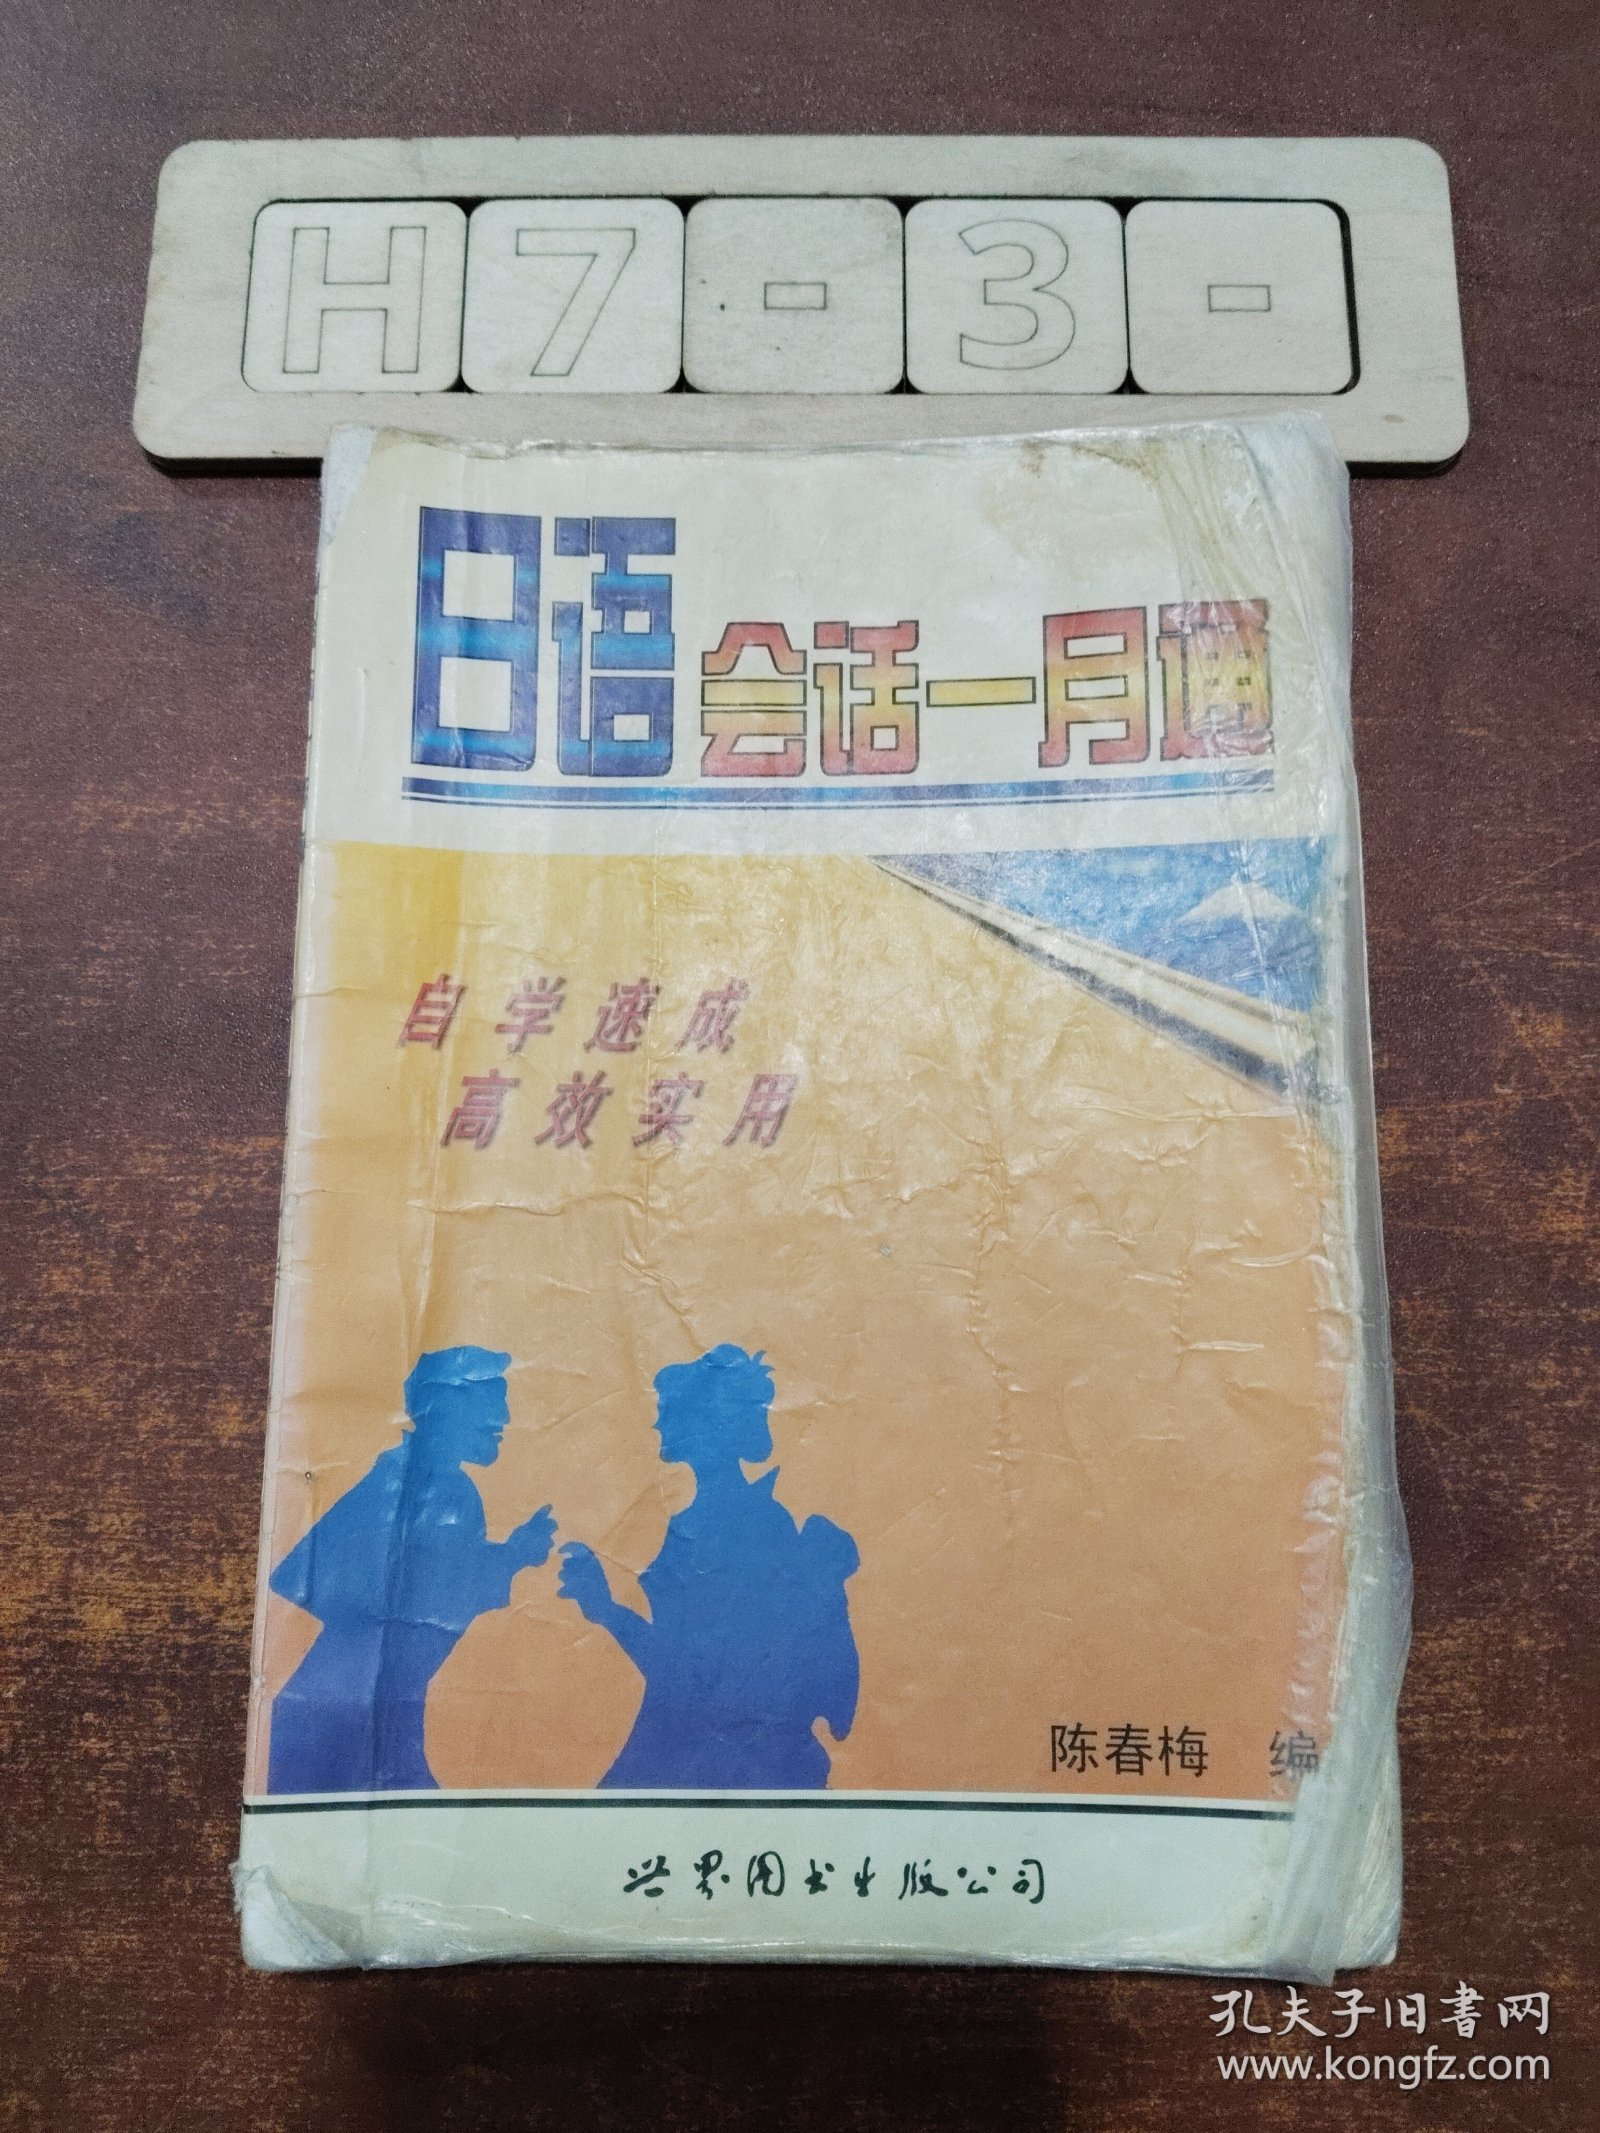 H7-3-
日语会话一月通
自学速成
高效实用
陈春梅 编
世界图书出版公司
孔夫子旧书网
www.kongfz.com